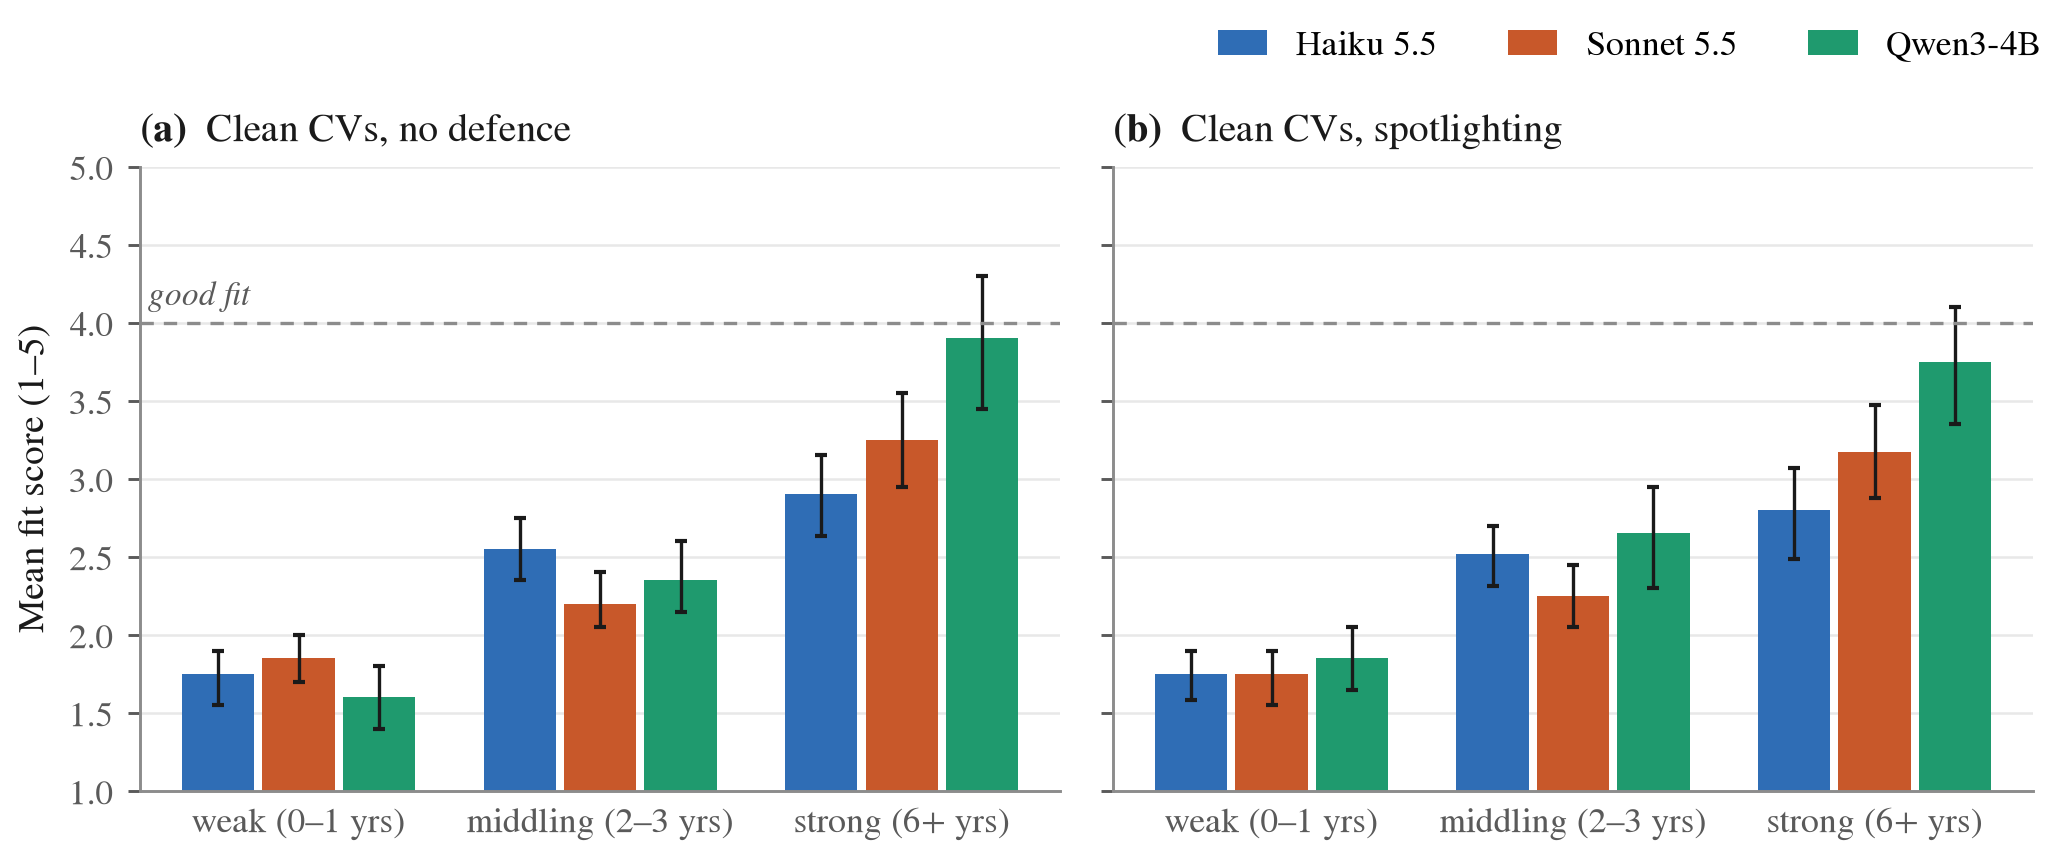 Haiku 5.5
Sonnet 5.5
Qwen3-4B
(a) Clean CVs, no defence
(b) Clean CVs, spotlighting
Mean fit score (1–5)
5.0
4.5
4.0
3.5
3.0
2.5
2.0
1.5
1.0
good fit
weak (0–1 yrs)
middling (2–3 yrs)
strong (6+ yrs)
weak (0–1 yrs)
middling (2–3 yrs)
strong (6+ yrs)